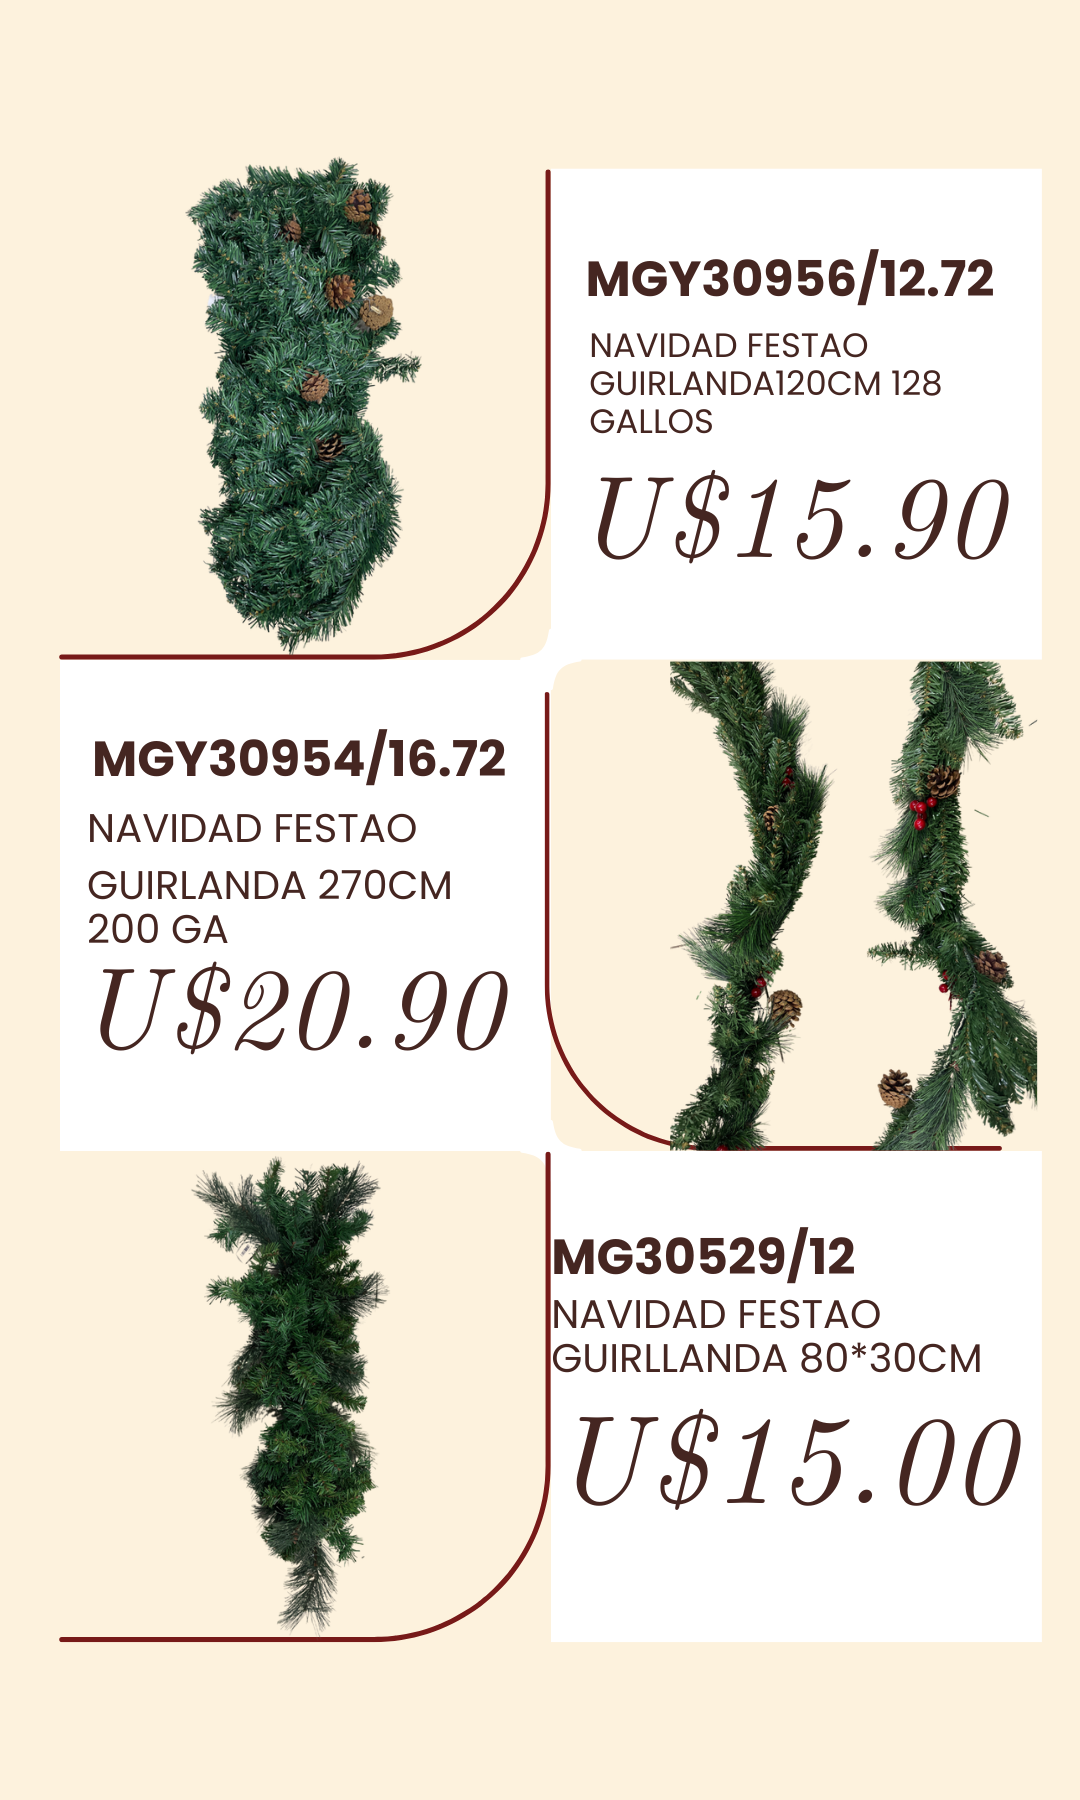 MGY30956/12.72
NAVIDAD FESTAO
GUIRLANDA120CM 128
GALLOS
U$15.90
MGY30954/16.72
NAVIDAD FESTAO
GUIRLANDA 270CM
200 GA
U$20.90
MG30529/12
NAVIDAD FESTAO
GUIRLLANDA 80*30CM
U$15.00